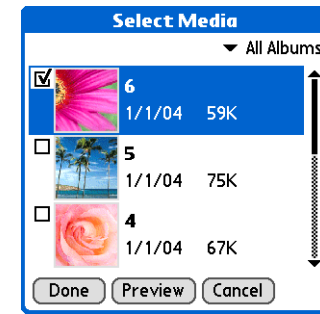 Select Media
All Albums
6
1/1/04 59K
5
1/1/04 75K
4
1/1/04 67K
Done Preview Cancel